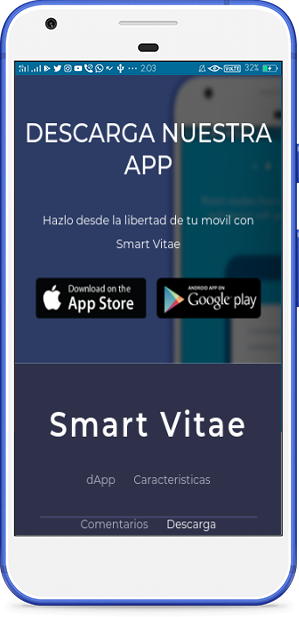 2:03
VoLTE
32%
DESCARGA NUESTRA
APP
Hazlo desde la libertad de tu movil con
Smart Vitae
Download on the
App Store
ANDROID APP ON
Google play
Smart Vitae
dApp Caracteristicas
Comentarios Descarga